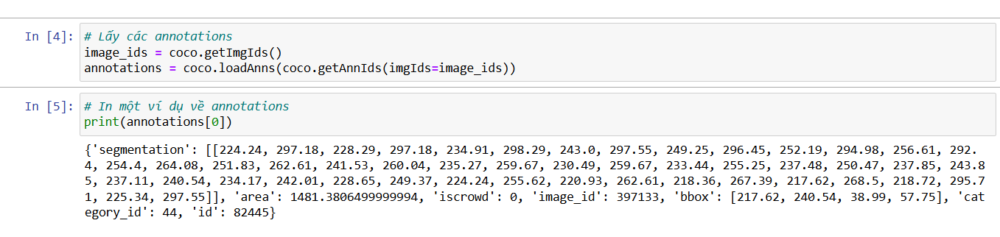 In [4]: # Lấy các annotations
image_ids = coco.getImgIds()
annotations = coco.loadAnns(coco.getAnnIds(imgIds=image_ids))
In [5]: # In một ví dụ về annotations
print(annotations[0])
{'segmentation': [[224.24, 297.18, 228.29, 297.18, 234.91, 298.29, 243.0, 297.55, 249.25, 296.45, 252.19, 294.98, 256.61, 292.
4, 254.4, 264.08, 251.83, 262.61, 241.53, 260.04, 235.27, 259.67, 230.49, 259.67, 233.44, 255.25, 237.48, 250.47, 237.85, 243.8
5, 237.11, 240.54, 234.17, 242.01, 228.65, 249.37, 224.24, 255.62, 220.93, 262.61, 218.36, 267.39, 217.62, 268.5, 218.72, 295.7
1, 225.34, 297.55]], 'area': 1481.3806499999994, 'iscrowd': 0, 'image_id': 397133, 'bbox': [217.62, 240.54, 38.99, 57.75], 'cat
egory_id': 44, 'id': 82445}